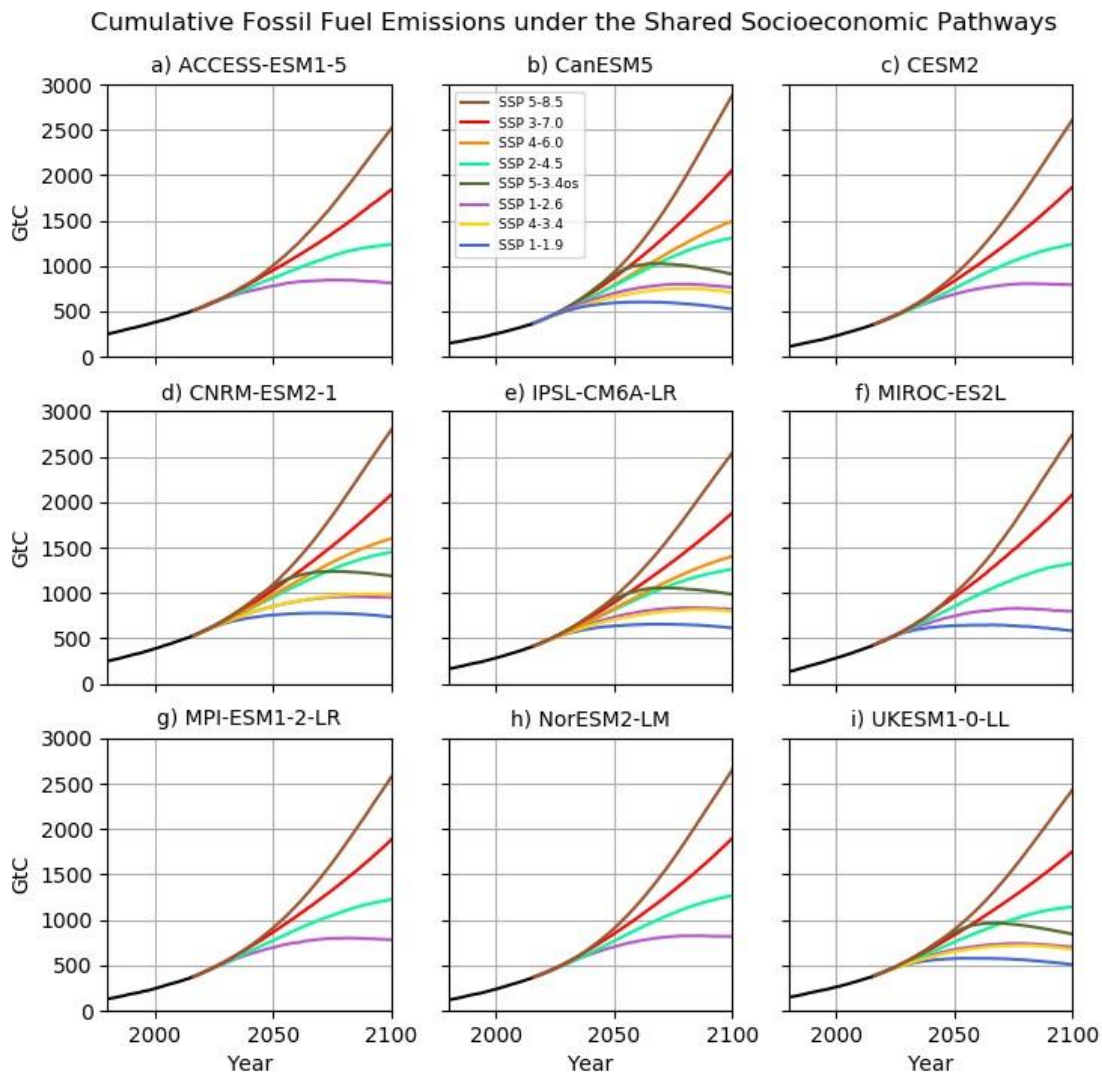 Cumulative Fossil Fuel Emissions under the Shared Socioeconomic Pathways
a) ACCESS-ESM1-5
b) CanESM5
c) CESM2
3000
2500
2000
1500
1000
500
0
GtC
SSP 5-8.5
SSP 3-7.0
SSP 4-6.0
SSP 2-4.5
SSP 5-3.4os
SSP 1-2.6
SSP 4-3.4
SSP 1-1.9
d) CNRM-ESM2-1
e) IPSL-CM6A-LR
f) MIROC-ES2L
3000
2500
2000
1500
1000
500
0
GtC
g) MPI-ESM1-2-LR
h) NorESM2-LM
i) UKESM1-0-LL
3000
2500
2000
1500
1000
500
0
GtC
2000 2050 2100
2000 2050 2100
2000 2050 2100
Year
Year
Year